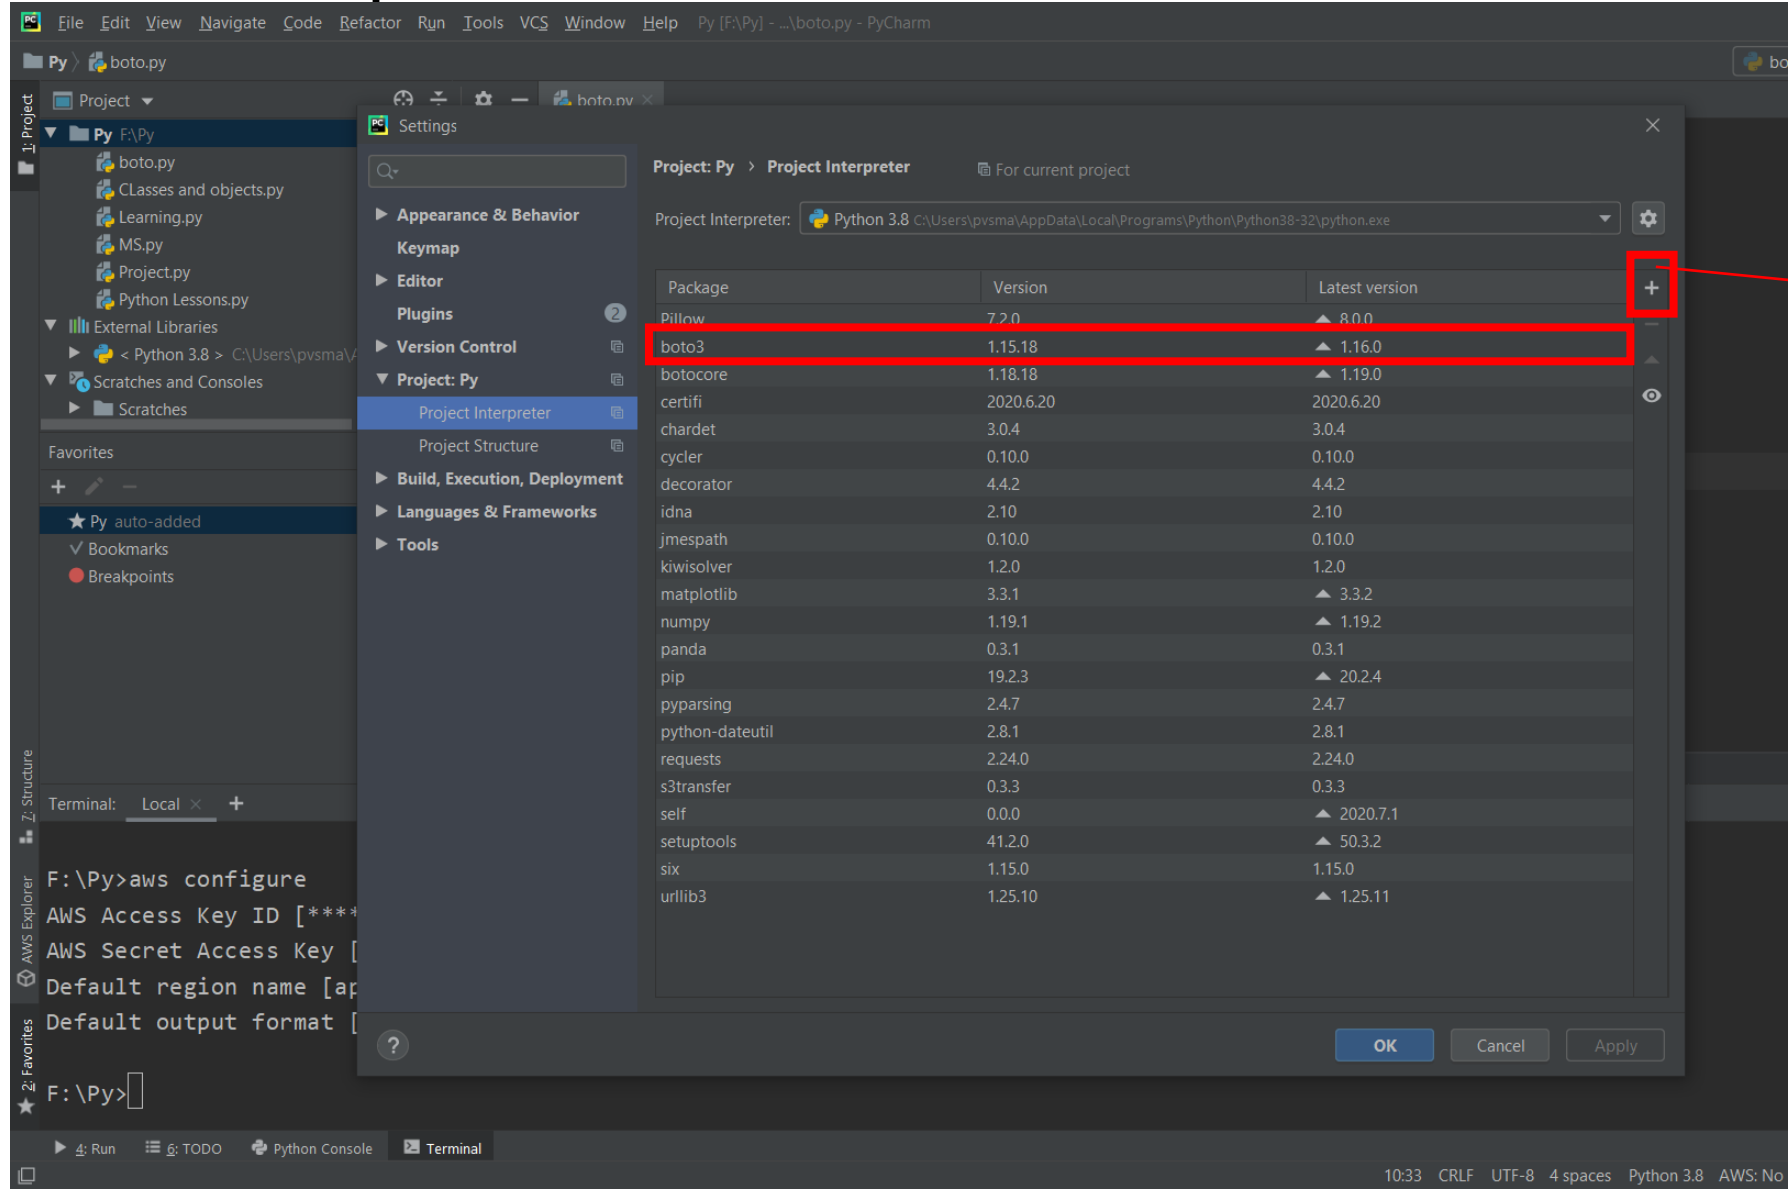 File Edit View Navigate Code Refactor Run Tools VCS Window Help Py [F:\Py] - ...\boto.py - PyCharm
Py boto.py
1: Project
Project
boto.py
Py F:\Py
boto.py
CLasses and objects.py
Learning.py
MS.py
Project.py
Python Lessons.py
External Libraries
< Python 3.8 > C:\Users\pvsma\
Scratches and Consoles
Scratches
Favorites
Py auto-added
Bookmarks
Breakpoints
Settings
Appearance & Behavior
Keymap
Editor
Plugins 2
Version Control
Project: Py
Project Interpreter
Project Structure
Build, Execution, Deployment
Languages & Frameworks
Tools
Project: Py › Project Interpreter For current project
Project Interpreter: Python 3.8 C:\Users\pvsma\AppData\Local\Programs\Python\Python38-32\python.exe
Package Version Latest version
Pillow 7.2.0 8.0.0
boto3 1.15.18 1.16.0
botocore 1.18.18 1.19.0
certifi 2020.6.20 2020.6.20
chardet 3.0.4 3.0.4
cycler 0.10.0 0.10.0
decorator 4.4.2 4.4.2
idna 2.10 2.10
jmespath 0.10.0 0.10.0
kiwisolver 1.2.0 1.2.0
matplotlib 3.3.1 3.3.2
numpy 1.19.1 1.19.2
panda 0.3.1 0.3.1
pip 19.2.3 20.2.4
pyparsing 2.4.7 2.4.7
python-dateutil 2.8.1 2.8.1
requests 2.24.0 2.24.0
s3transfer 0.3.3 0.3.3
self 0.0.0 2020.7.1
setuptools 41.2.0 50.3.2
six 1.15.0 1.15.0
urllib3 1.25.10 1.25.11
OK Cancel Apply
Z: Structure
AWS Explorer
2: Favorites
Terminal: Local
F:\Py>aws configure
AWS Access Key ID [****
AWS Secret Access Key [
Default region name [ap
Default output format [
F:\Py>
4: Run 6: TODO Python Console Terminal
10:33 CRLF UTF-8 4 spaces Python 3.8 AWS: No